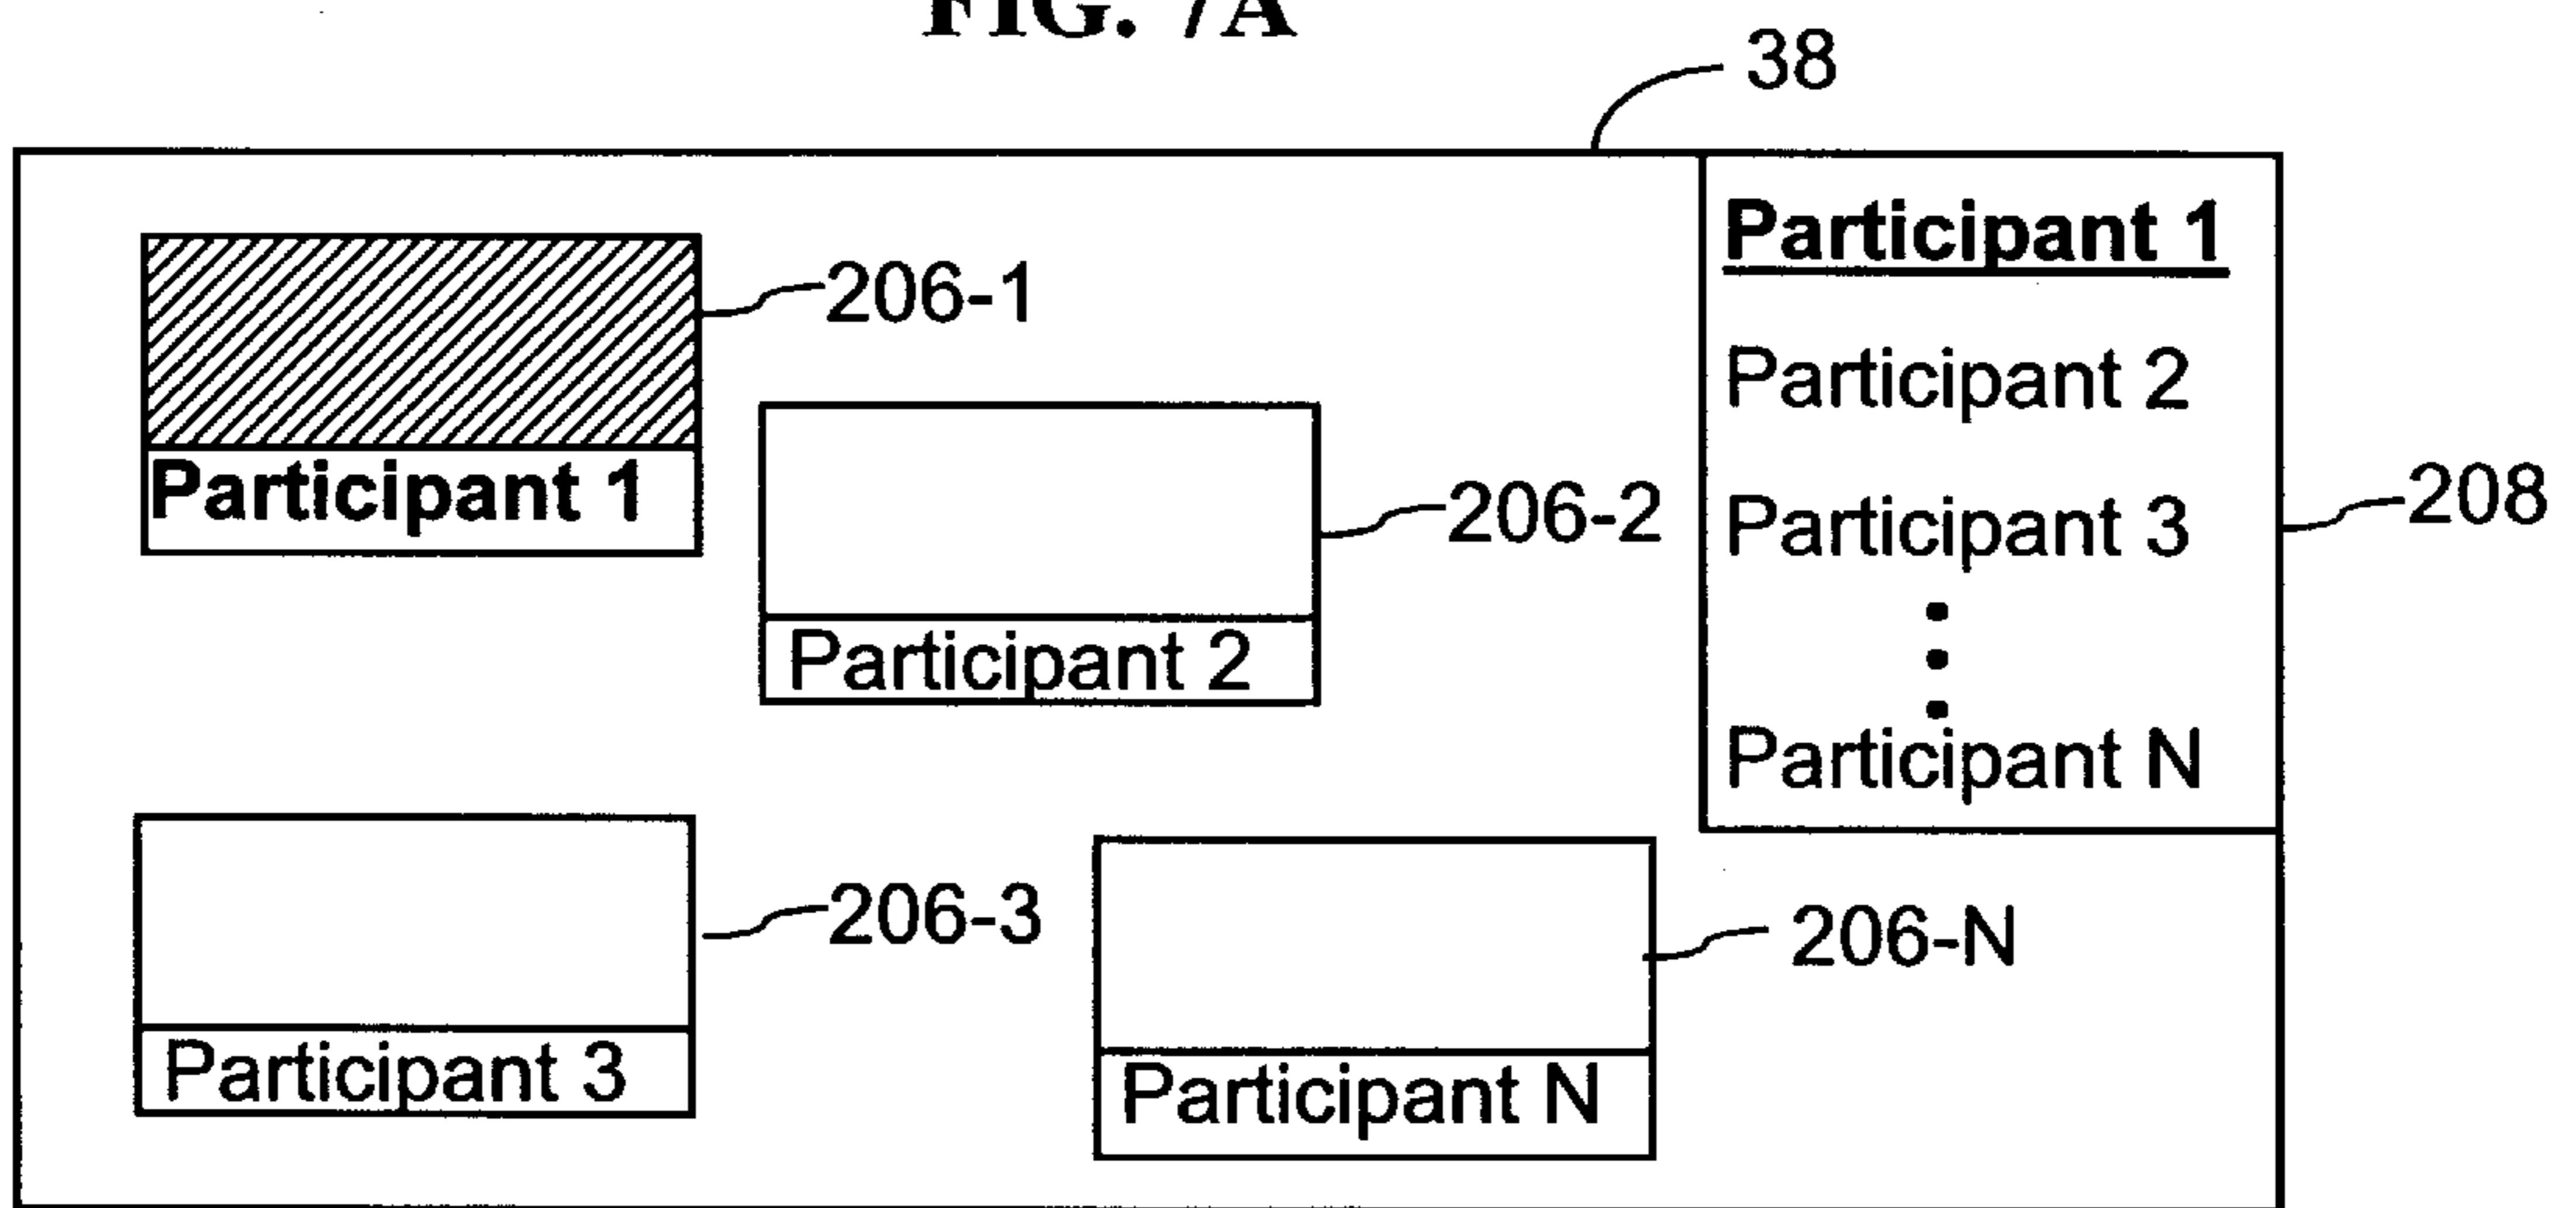 FIG. 7A
38
Participant 1
206-1
Participant 1
Participant 2
206-2
Participant 2
Participant 3
208
Participant N
206-3
Participant 3
206-N
Participant N